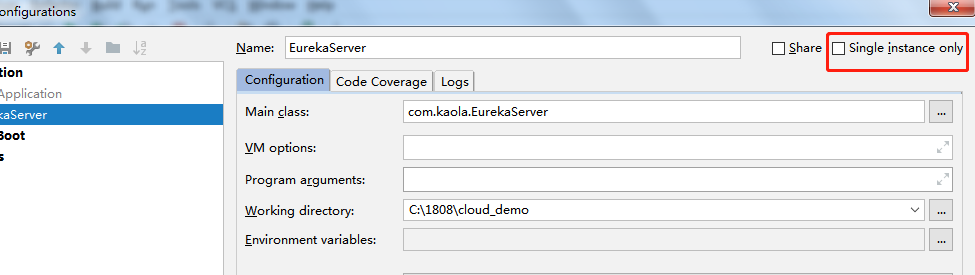 onfigurations
Name: EurekaServer Share Single instance only
tion
Application
kaServer
Boot
s
Configuration Code Coverage Logs
Main class: com.kaola.EurekaServer ...
VM options:
Program arguments:
Working directory: C:\1808\cloud_demo ...
Environment variables: ...